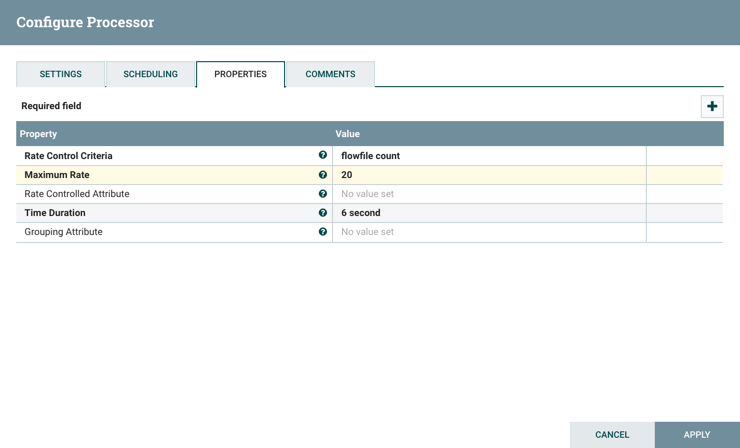 Configure Processor
SETTINGS SCHEDULING PROPERTIES COMMENTS
Required field
Property Value
Rate Control Criteria flowfile count
Maximum Rate 20
Rate Controlled Attribute No value set
Time Duration 6 second
Grouping Attribute No value set
CANCEL APPLY